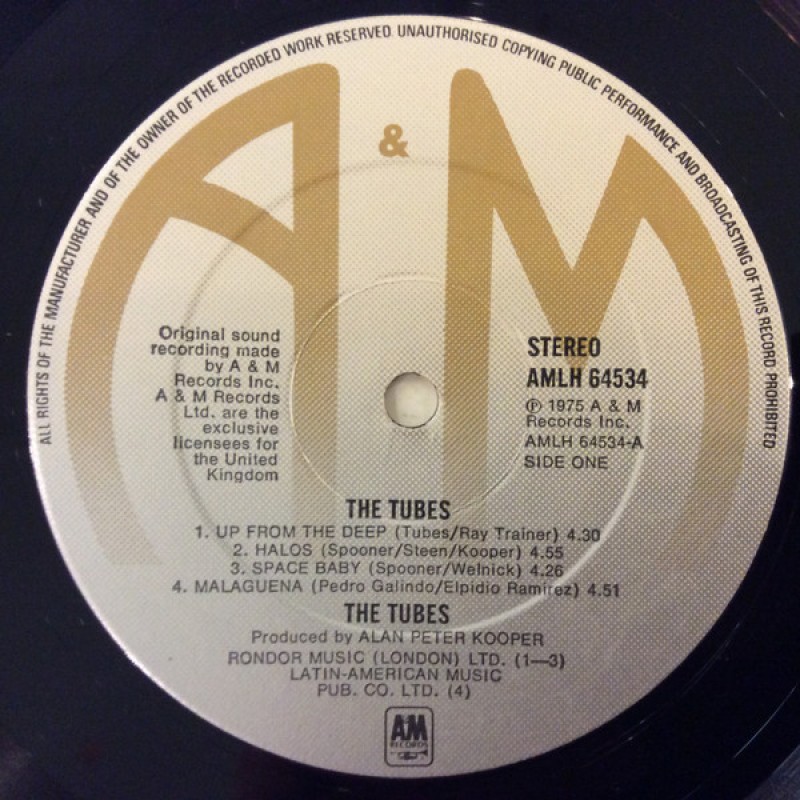 ALL RIGHTS OF THE MANUFACTURER AND OF THE OWNER OF THE RECORDED WORK RESERVED. UNAUTHORISED COPYING PUBLIC PERFORMANCE AND BROADCASTING OF THIS RECORD PROHIBITED
A & M
Original sound
recording made
by A & M
Records Inc.
A & M Records
Ltd. are the
exclusive
licensees for
the United
Kingdom
STEREO
AMLH 64534
℗ 1975 A & M
Records Inc.
AMLH 64534-A
SIDE ONE
THE TUBES
1. UP FROM THE DEEP (Tubes/Ray Trainer) 4.30
2. HALOS (Spooner/Steen/Kooper) 4.55
3. SPACE BABY (Spooner/Welnick) 4.26
4. MALAGUENA (Pedro Galindo/Elpidio Ramirez) 4.51
THE TUBES
Produced by ALAN PETER KOOPER
RONDOR MUSIC (LONDON) LTD. (1—3)
LATIN-AMERICAN MUSIC
PUB. CO. LTD. (4)
AM
RECORDS